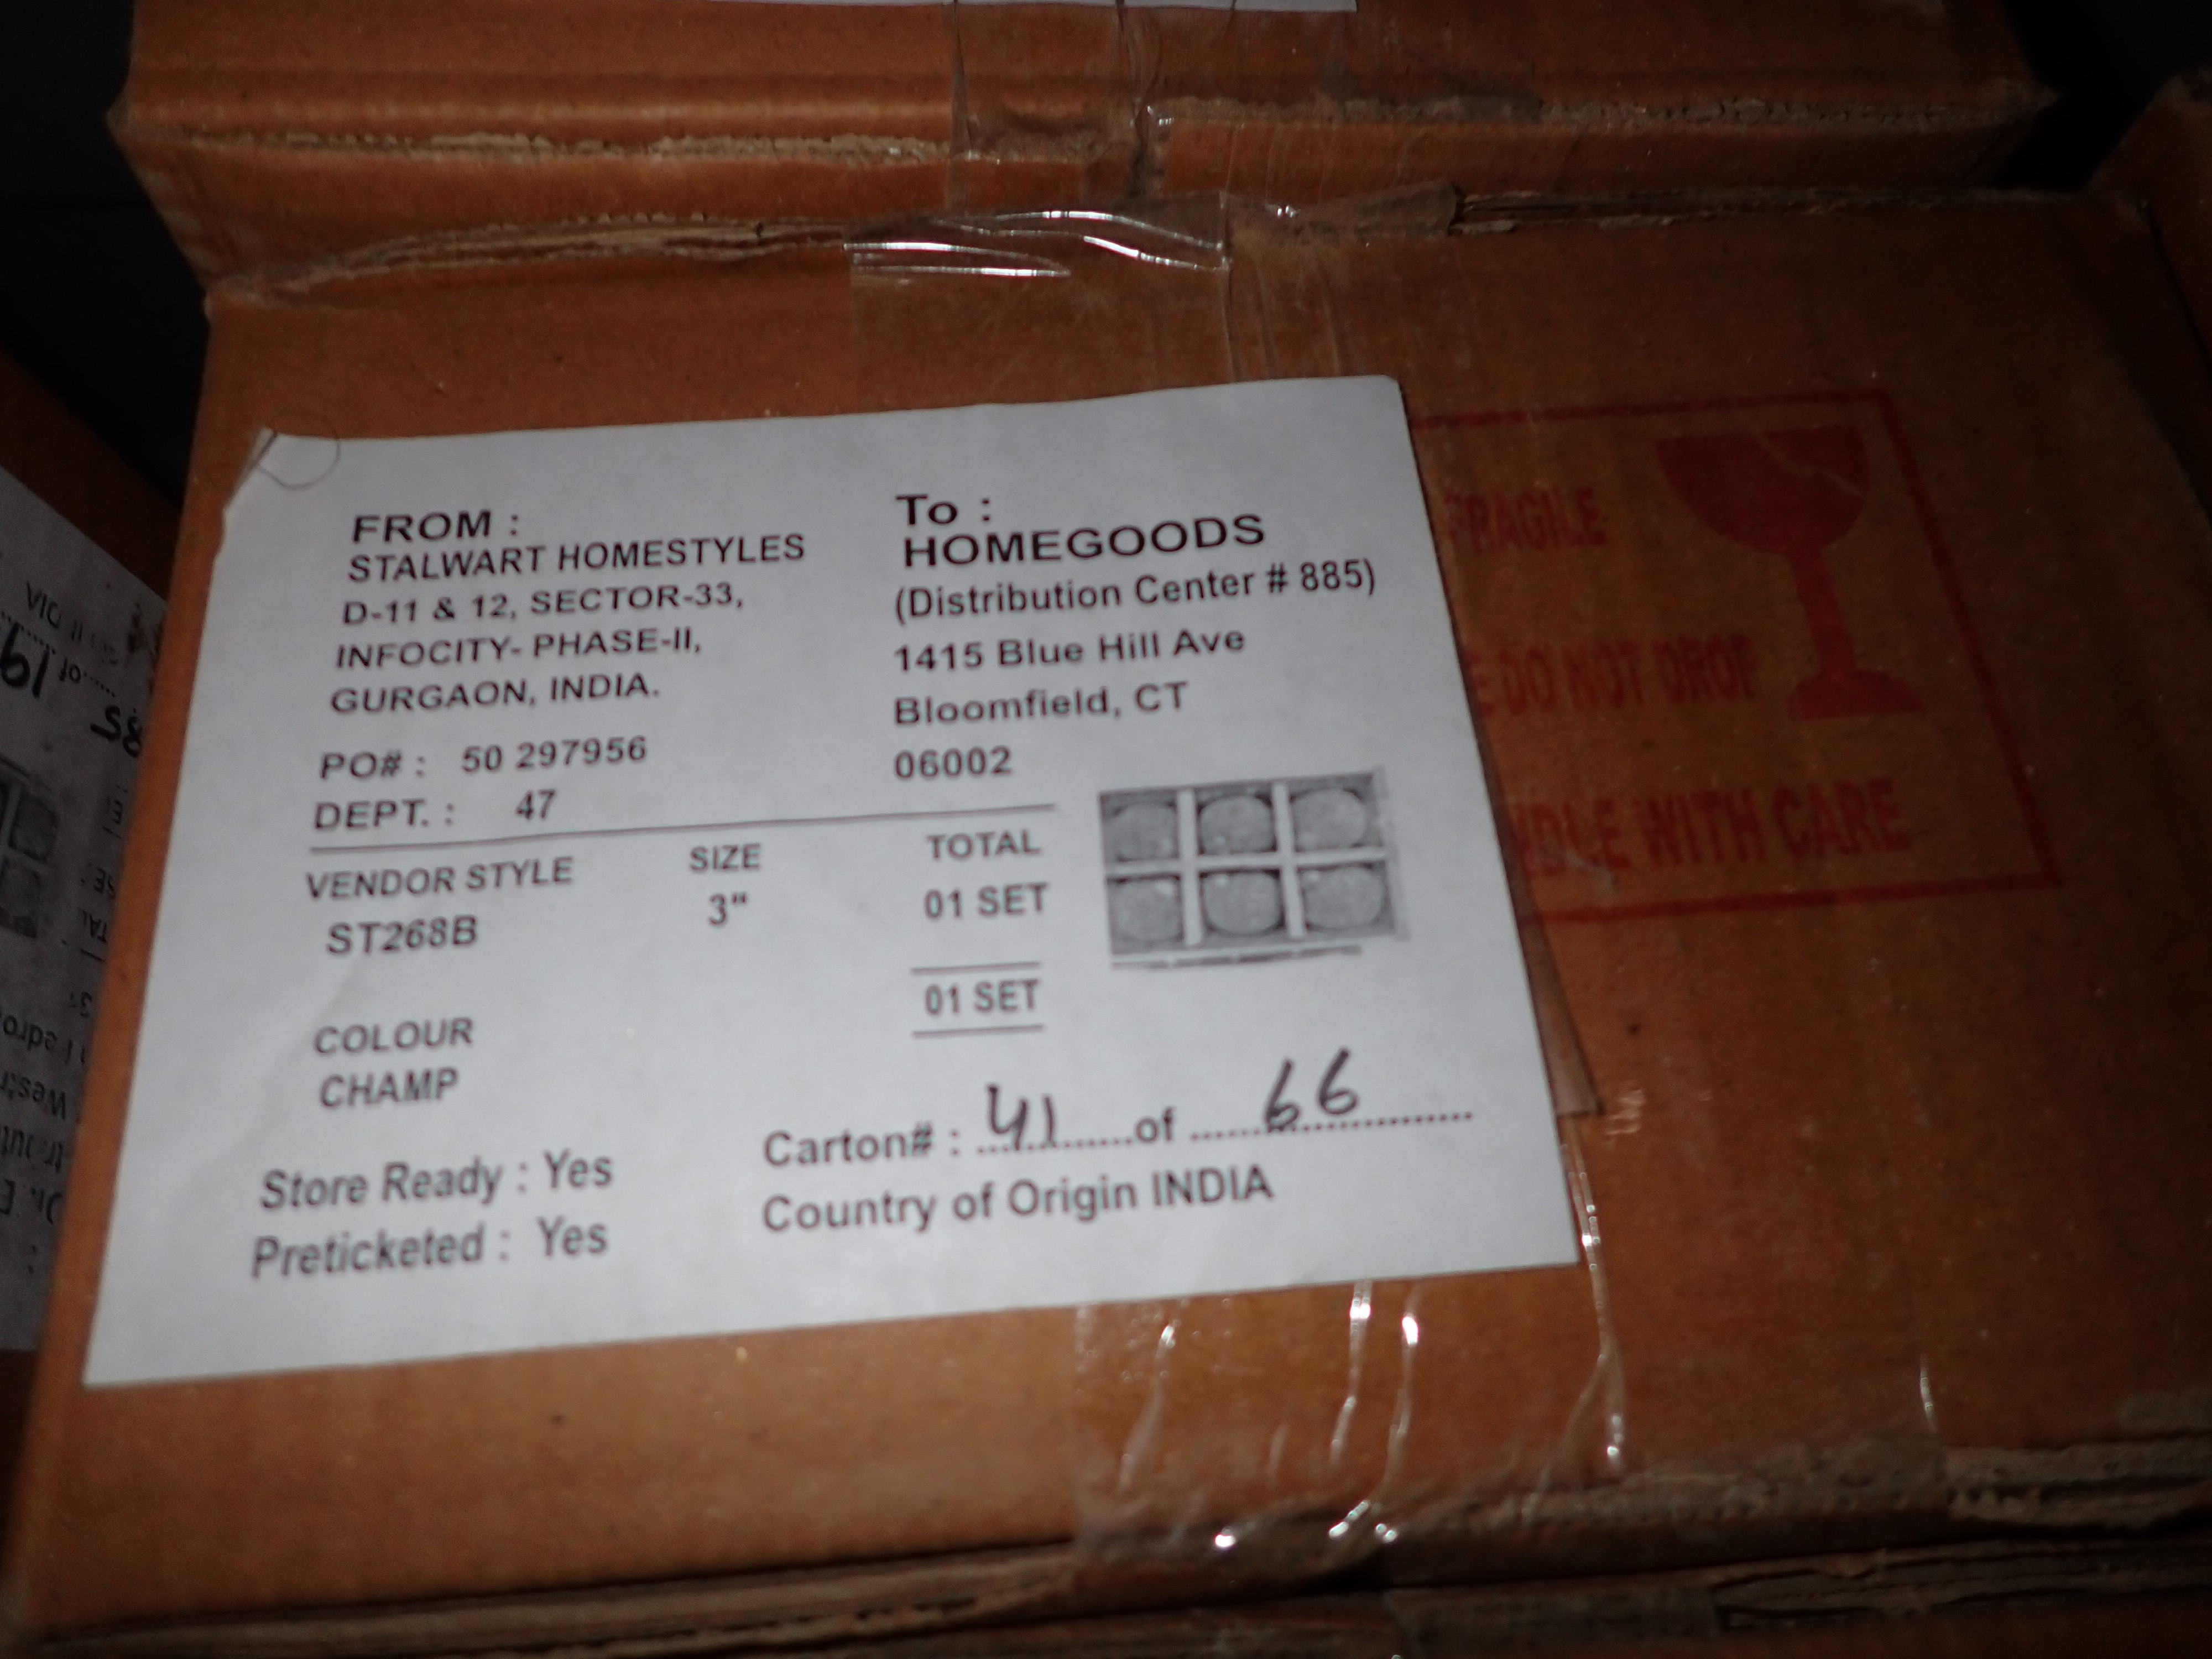 FROM :
STALWART HOMESTYLES
D-11 & 12, SECTOR-33,
INFOCITY- PHASE-II,
GURGAON, INDIA.
PO# : 50 297956
DEPT. : 47
To :
HOMEGOODS
(Distribution Center # 885)
1415 Blue Hill Ave
Bloomfield, CT
06002
VENDOR STYLE SIZE TOTAL
ST268B 3" 01 SET
01 SET
COLOUR
CHAMP
Carton# : 41 of 66
Store Ready : Yes
Country of Origin INDIA
Preticketed : Yes
FRAGILE
DO NOT DROP
WITH CARE
of 19